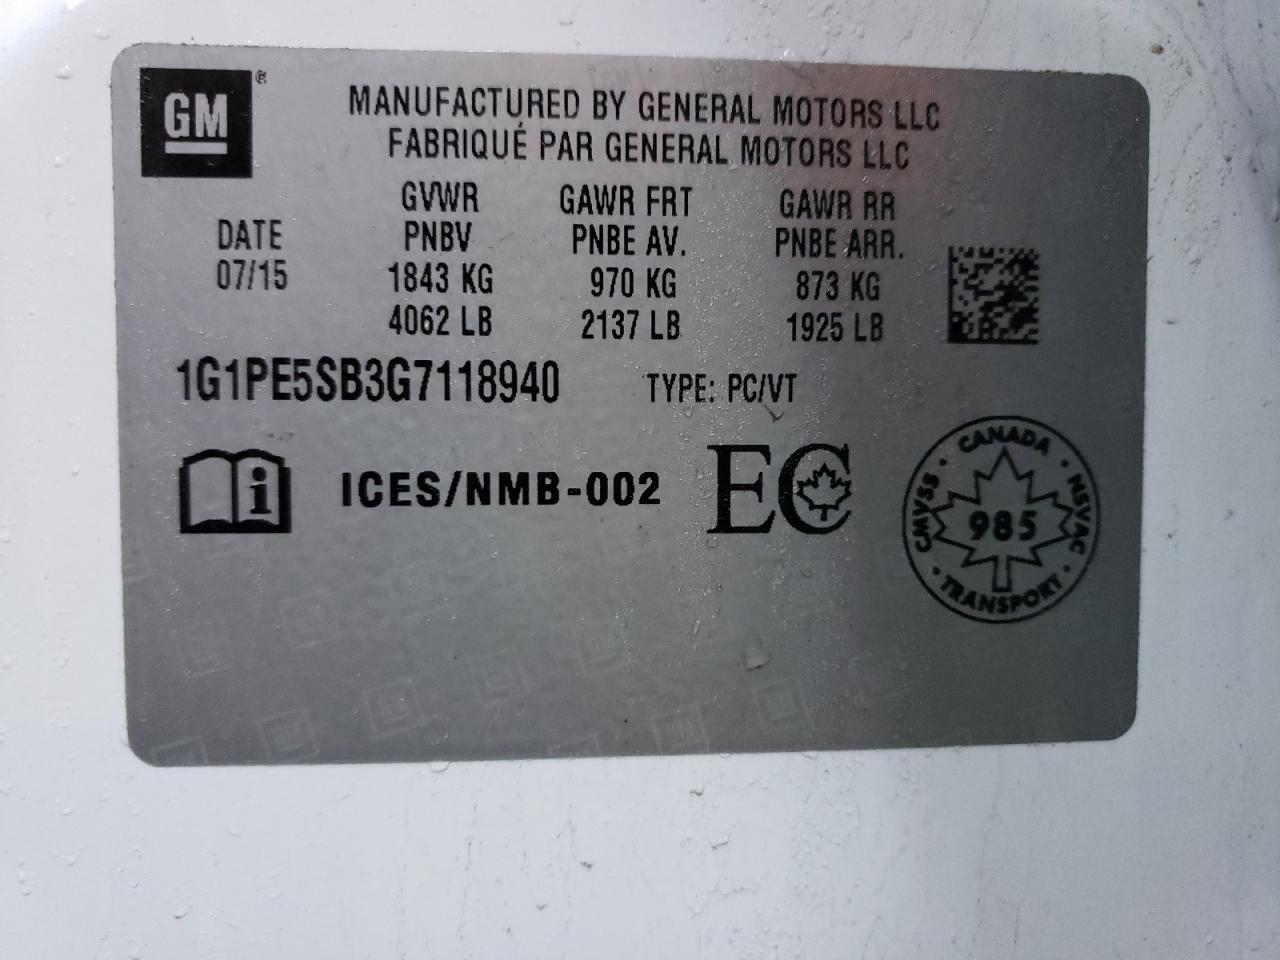 GM®
MANUFACTURED BY GENERAL MOTORS LLC
FABRIQUÉ PAR GENERAL MOTORS LLC
GVWR GAWR FRT GAWR RR
DATE PNBV PNBE AV. PNBE ARR.
07/15 1843 KG 970 KG 873 KG
4062 LB 2137 LB 1925 LB
1G1PE5SB3G7118940 TYPE: PC/VT
i ICES/NMB-002 EC
CANADA
CMVSS 985 NSVAC
TRANSPORT